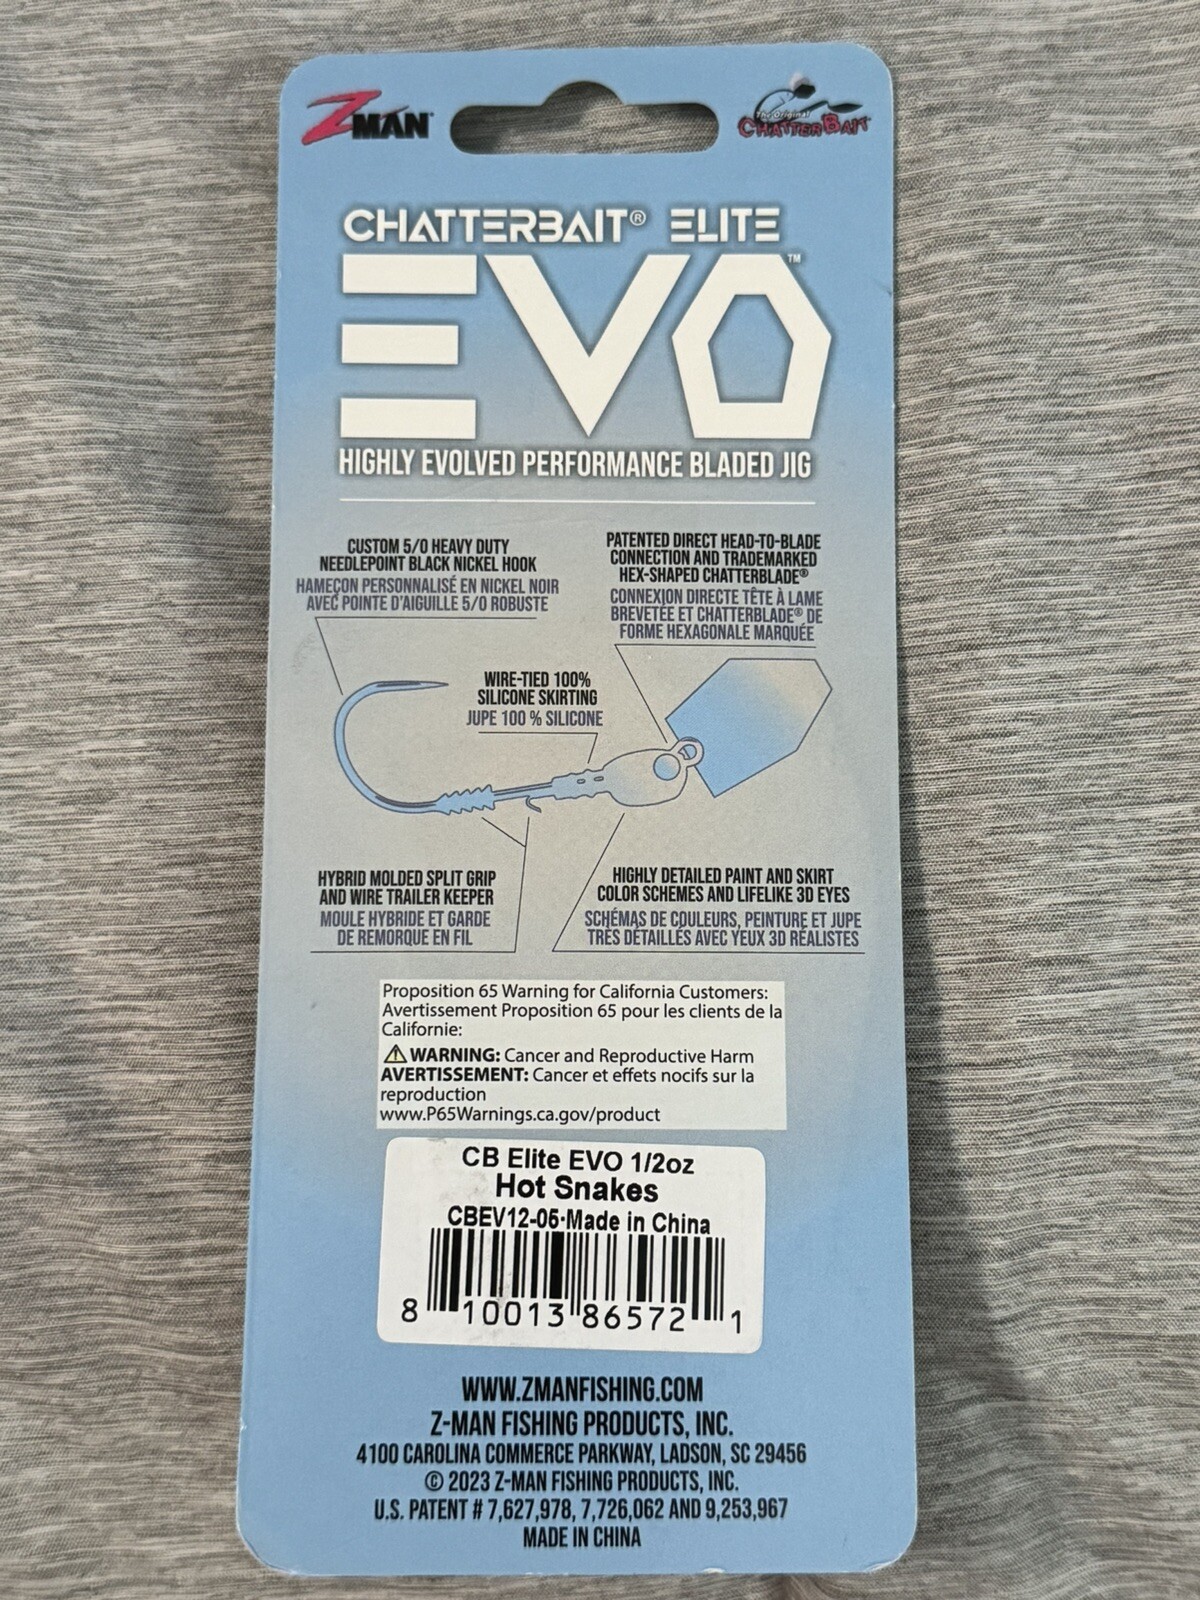 ZMAN
The Original
CHATTERBAIT
CHATTERBAIT® ELITE
EVO™
HIGHLY EVOLVED PERFORMANCE BLADED JIG
CUSTOM 5/0 HEAVY DUTY
NEEDLEPOINT BLACK NICKEL HOOK
HAMEÇON PERSONNALISÉ EN NICKEL NOIR
AVEC POINTE D'AIGUILLE 5/0 ROBUSTE
PATENTED DIRECT HEAD-TO-BLADE
CONNECTION AND TRADEMARKED
HEX-SHAPED CHATTERBLADE®
CONNEXION DIRECTE TÊTE À LAME
BREVETÉE ET CHATTERBLADE® DE
FORME HEXAGONALE MARQUÉE
WIRE-TIED 100%
SILICONE SKIRTING
JUPE 100 % SILICONE
HYBRID MOLDED SPLIT GRIP
AND WIRE TRAILER KEEPER
MOULE HYBRIDE ET GARDE
DE REMORQUE EN FIL
HIGHLY DETAILED PAINT AND SKIRT
COLOR SCHEMES AND LIFELIKE 3D EYES
SCHÉMAS DE COULEURS, PEINTURE ET JUPE
TRÈS DÉTAILLÉS AVEC YEUX 3D RÉALISTES
Proposition 65 Warning for California Customers:
Avertissement Proposition 65 pour les clients de la
Californie:
⚠ WARNING: Cancer and Reproductive Harm
AVERTISSEMENT: Cancer et effets nocifs sur la
reproduction
www.P65Warnings.ca.gov/product
CB Elite EVO 1/2oz
Hot Snakes
CBEV12-06·Made in China
8 10013 86572 1
WWW.ZMANFISHING.COM
Z-MAN FISHING PRODUCTS, INC.
4100 CAROLINA COMMERCE PARKWAY, LADSON, SC 29456
© 2023 Z-MAN FISHING PRODUCTS, INC.
U.S. PATENT # 7,627,978, 7,726,062 AND 9,253,967
MADE IN CHINA